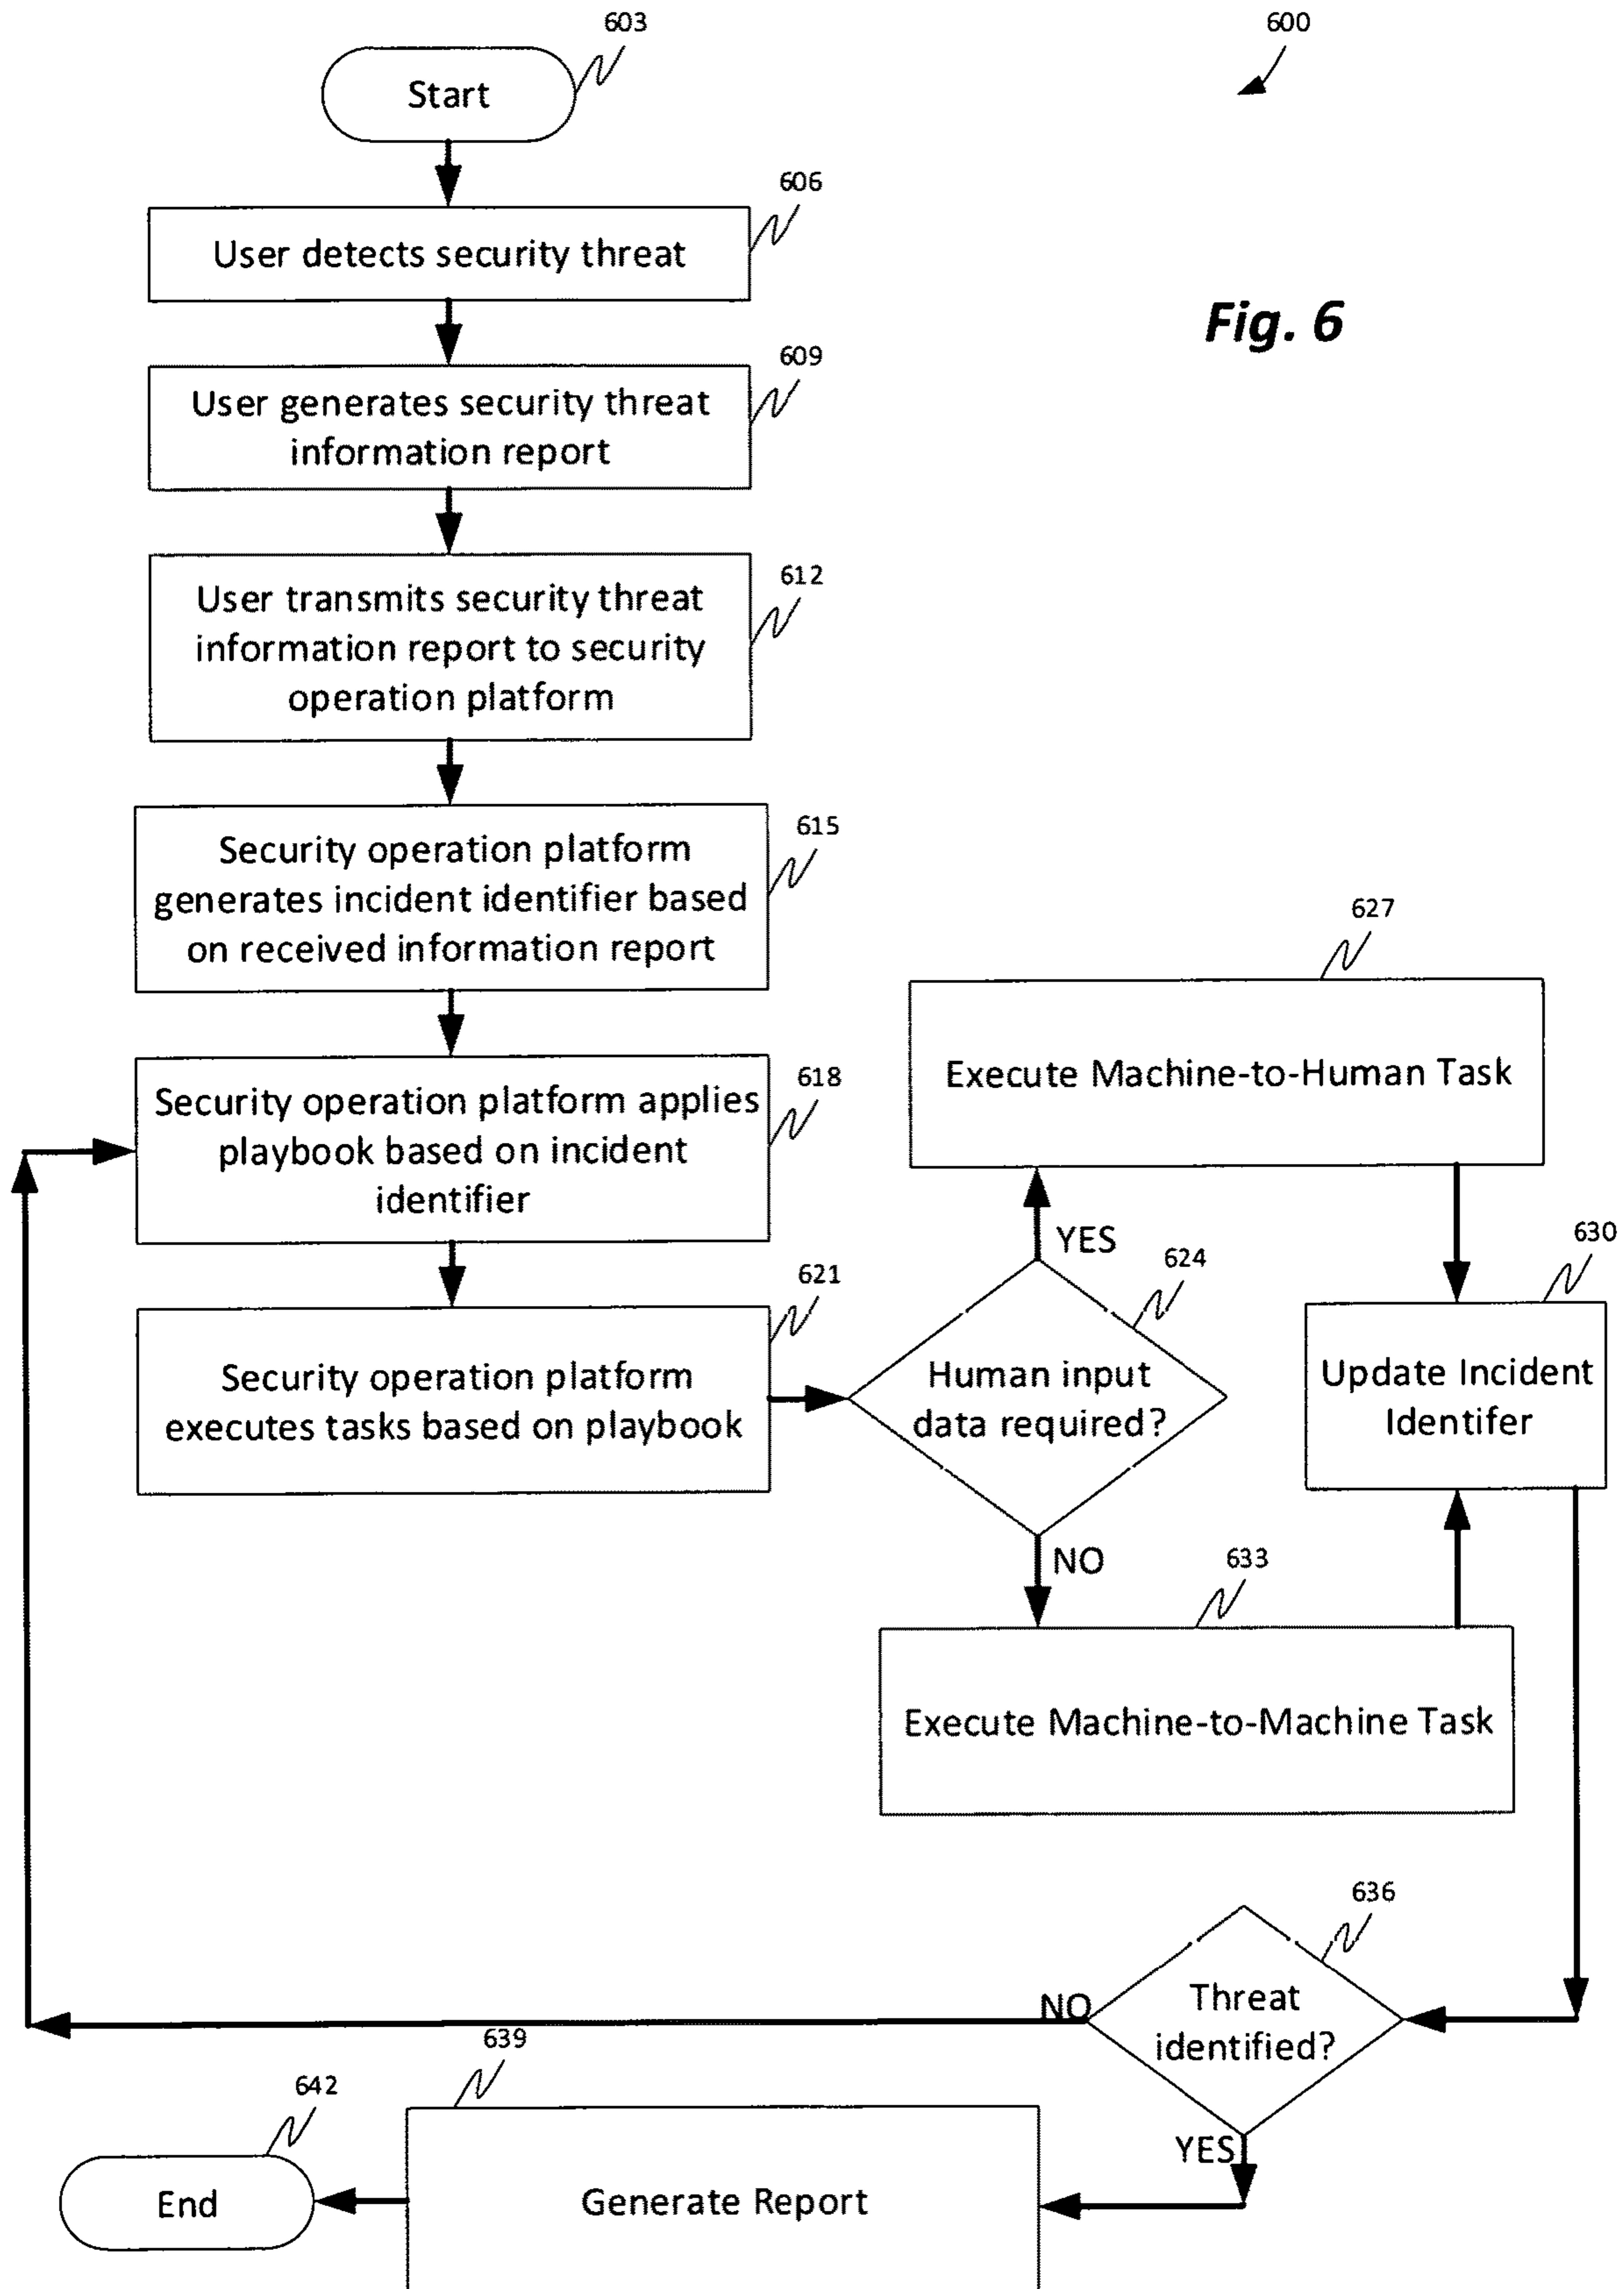 603
600
Start
606
User detects security threat
Fig. 6
609
User generates security threat
information report
612
User transmits security threat
information report to security
operation platform
615
Security operation platform
generates incident identifier based
on received information report
627
Execute Machine-to-Human Task
618
Security operation platform applies
playbook based on incident
identifier
YES
630
624
621
Security operation platform
executes tasks based on playbook
Human input
data required?
Update Incident
Identifer
NO
633
Execute Machine-to-Machine Task
636
Threat
identified?
NO
639
YES
642
Generate Report
End